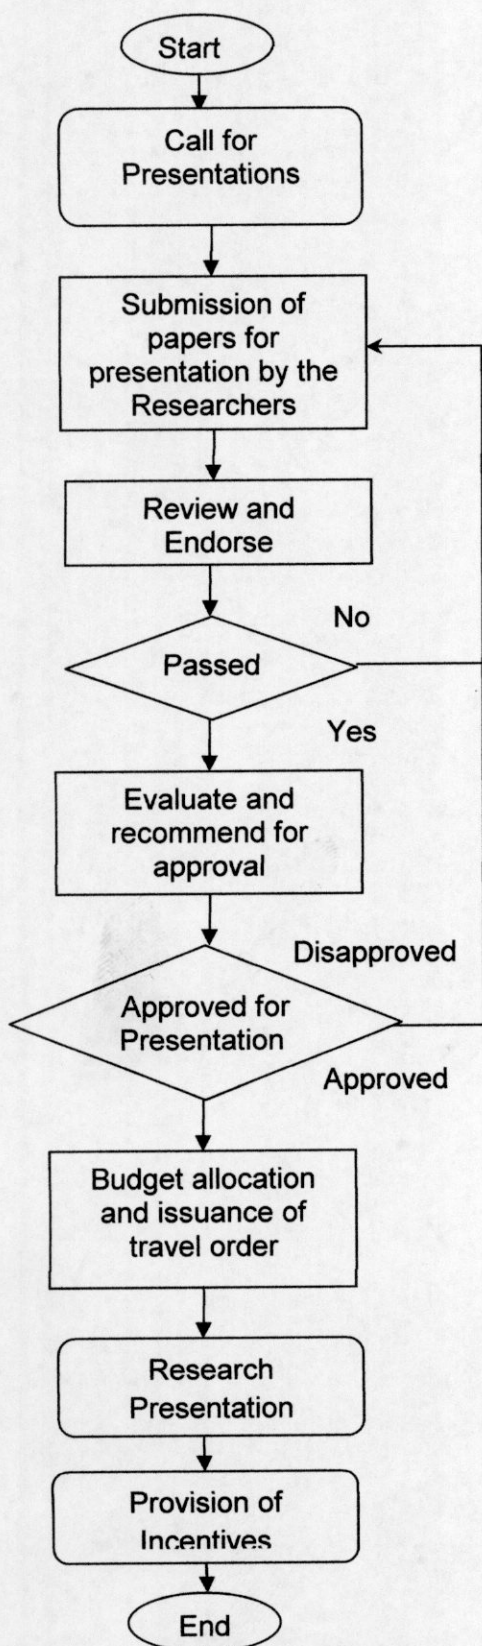 Start
Call for
Presentations
Submission of
papers for
presentation by the
Researchers
Review and
Endorse
No
Passed
Yes
Evaluate and
recommend for
approval
Disapproved
Approved for
Presentation
Approved
Budget allocation
and issuance of
travel order
Research
Presentation
Provision of
Incentives
End